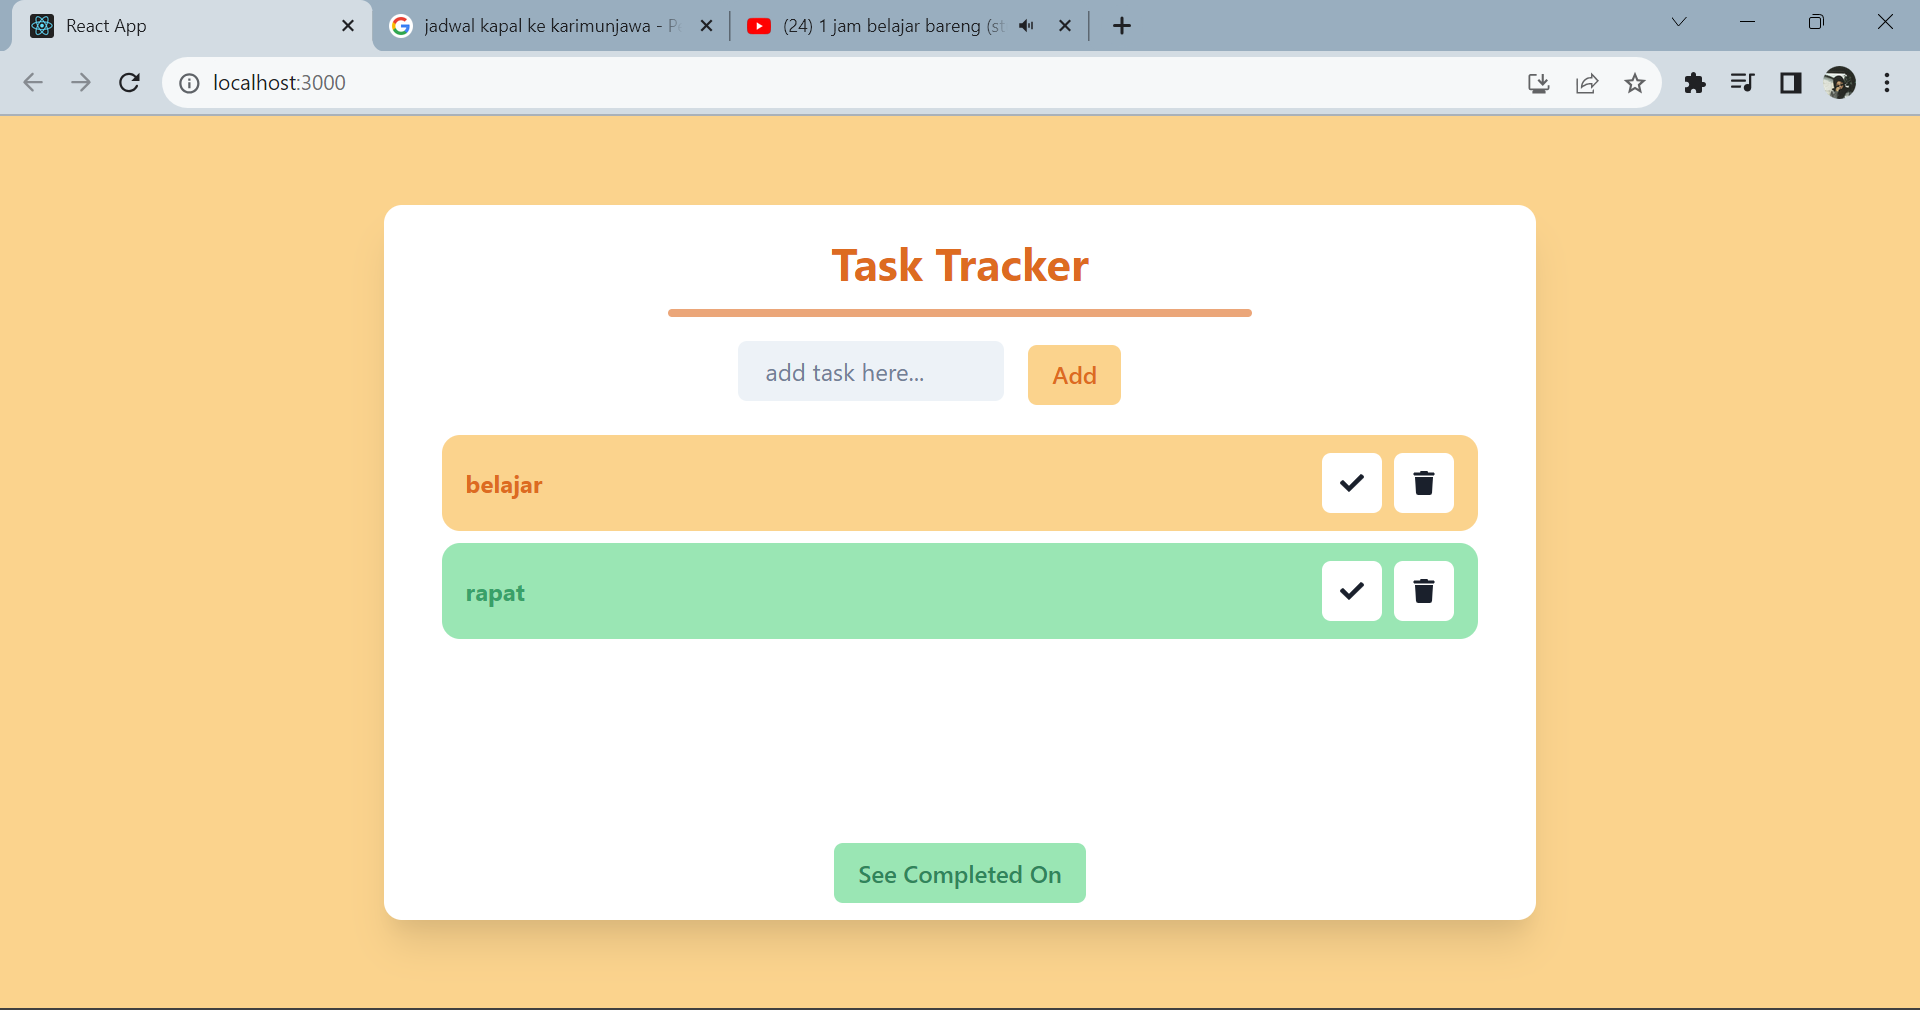 React App
jadwal kapal ke karimunjawa -
(24) 1 jam belajar bareng
localhost:3000
Task Tracker
add task here...
Add
belajar
rapat
See Completed On